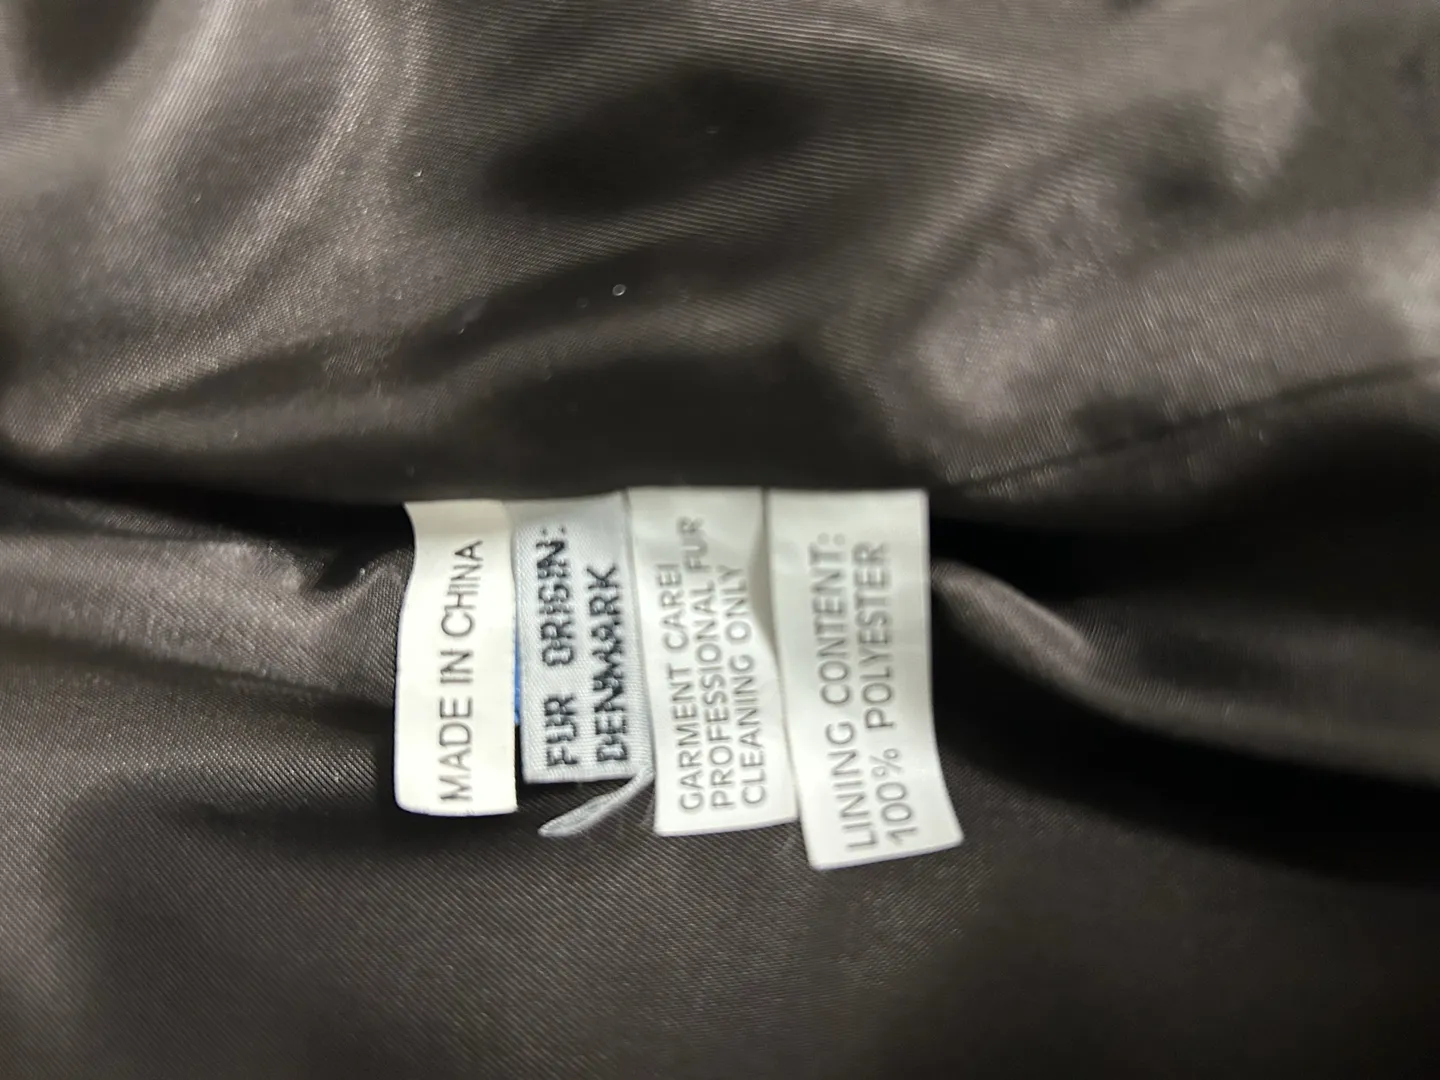 MADE IN CHINA
FUR ORIGIN:
DENMARK
GARMENT CARE!
PROFESSIONAL FUR
CLEANING ONLY
LINING CONTENT:
100% POLYESTER